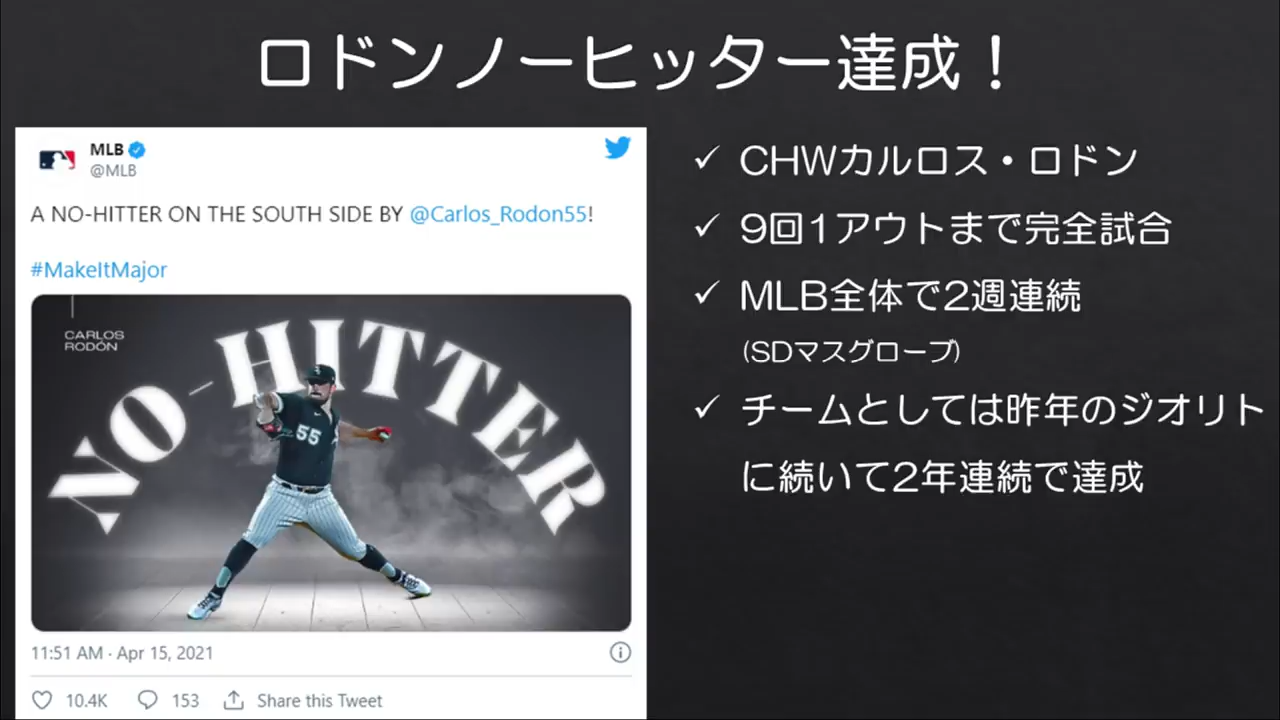 ロドンノーヒッター達成！
MLB
@MLB
A NO-HITTER ON THE SOUTH SIDE BY @Carlos_Rodon55!
#MakeItMajor
CARLOS
RODÓN
NO-HITTER
55
11:51 AM · Apr 15, 2021
10.4K 153 Share this Tweet
✓ CHWカルロス・ロドン
✓ 9回1アウトまで完全試合
✓ MLB全体で2週連続
(SDマスグローブ)
✓ チームとしては昨年のジオリト
に続いて2年連続で達成